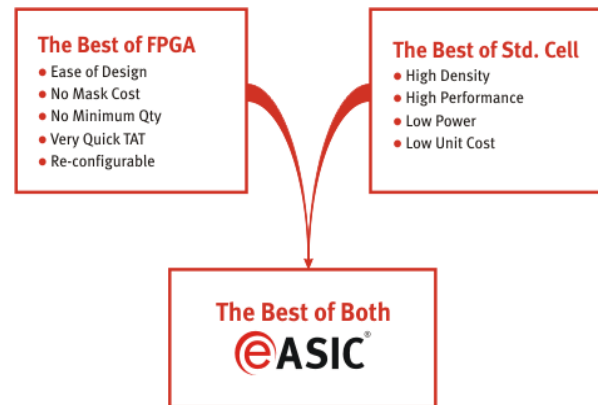 The Best of FPGA
● Ease of Design
● No Mask Cost
● No Minimum Qty
● Very Quick TAT
● Re-configurable
The Best of Std. Cell
● High Density
● High Performance
● Low Power
● Low Unit Cost
The Best of Both
eASIC®